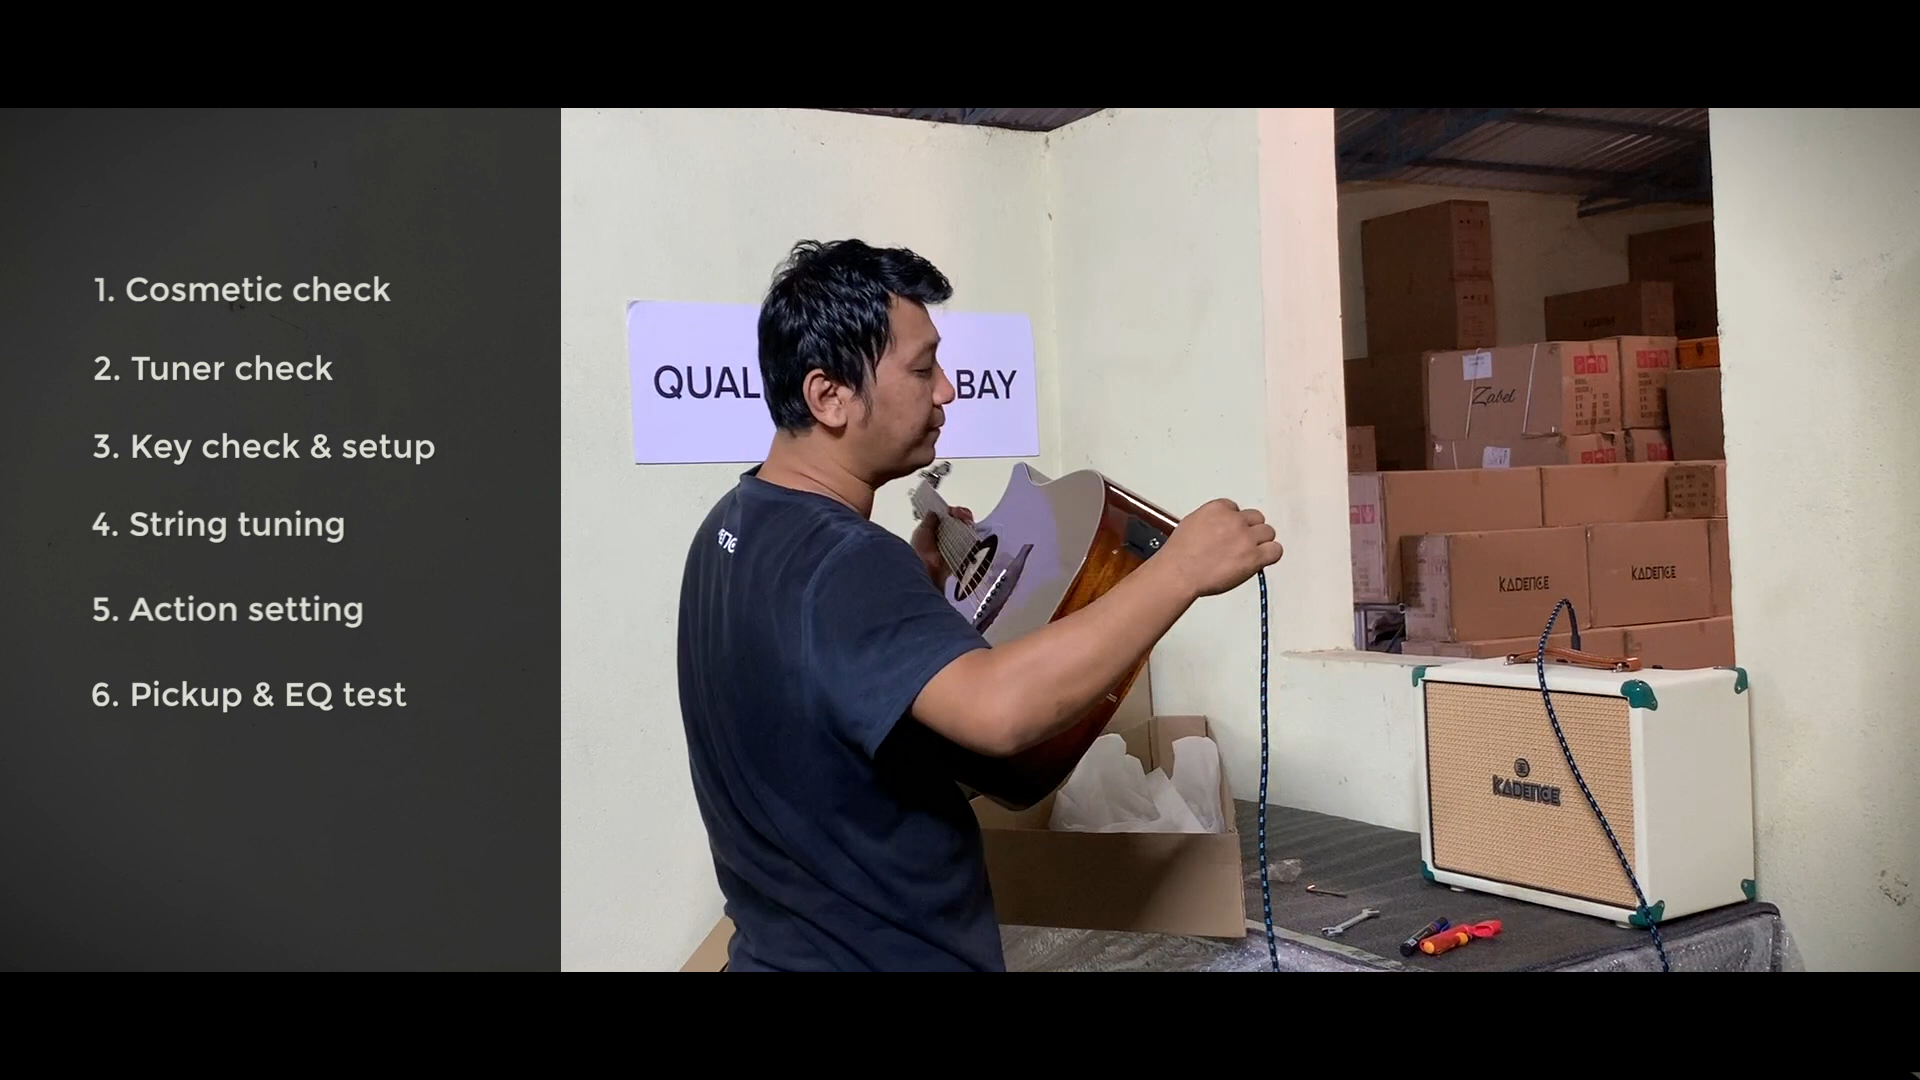 1. Cosmetic check
2. Tuner check
3. Key check & setup
4. String tuning
5. Action setting
6. Pickup & EQ test
QUAL
BAY
Zabel
KADENCE
KADENCE
KADENCE